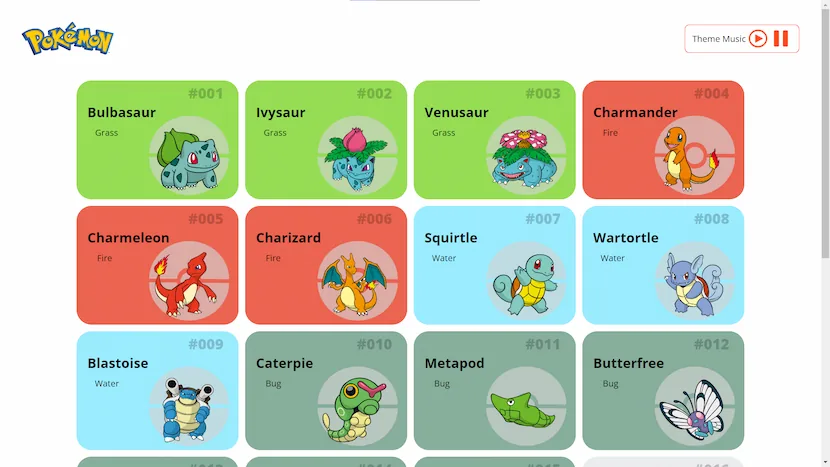 Pokémon
Theme Music
#001
Bulbasaur
Grass
#002
Ivysaur
Grass
#003
Venusaur
Grass
#004
Charmander
Fire
#005
Charmeleon
Fire
#006
Charizard
Fire
#007
Squirtle
Water
#008
Wartortle
Water
#009
Blastoise
Water
#010
Caterpie
Bug
#011
Metapod
Bug
#012
Butterfree
Bug